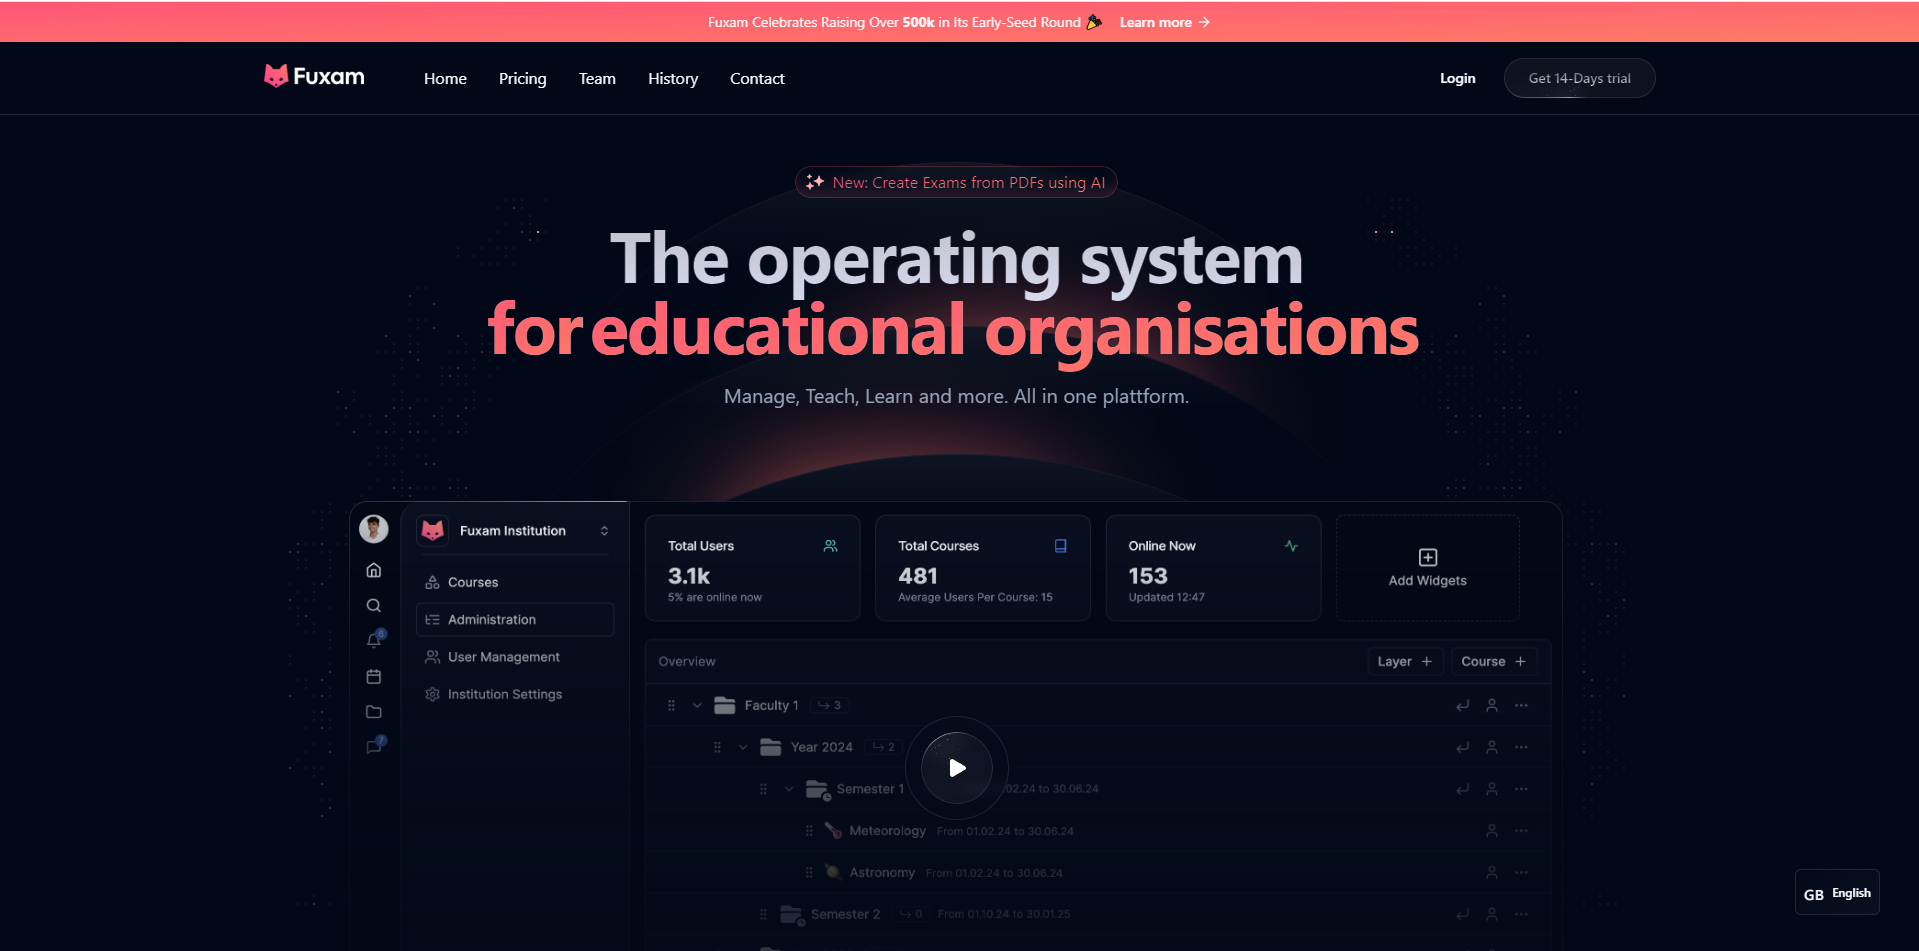 Fuxam Celebrates Raising Over 500k in Its Early-Seed Round 🎉 Learn more →
Fuxam Home Pricing Team History Contact Login Get 14-Days trial
New: Create Exams from PDFs using AI
The operating system
for educational organisations
Manage, Teach, Learn and more. All in one plattform.
Fuxam Institution
Courses
Administration
User Management
Institution Settings
6
7
Total Users
3.1k
5% are online now
Total Courses
481
Average Users Per Course: 15
Online Now
153
Updated 12:47
Add Widgets
Overview Layer + Course +
Faculty 1 3
Year 2024 2
Semester 1 02.24 to 30.06.24
Meteorology From 01.02.24 to 30.06.24
Astronomy From 01.02.24 to 30.06.24
Semester 2 0 From 01.10.24 to 30.01.25
GB English